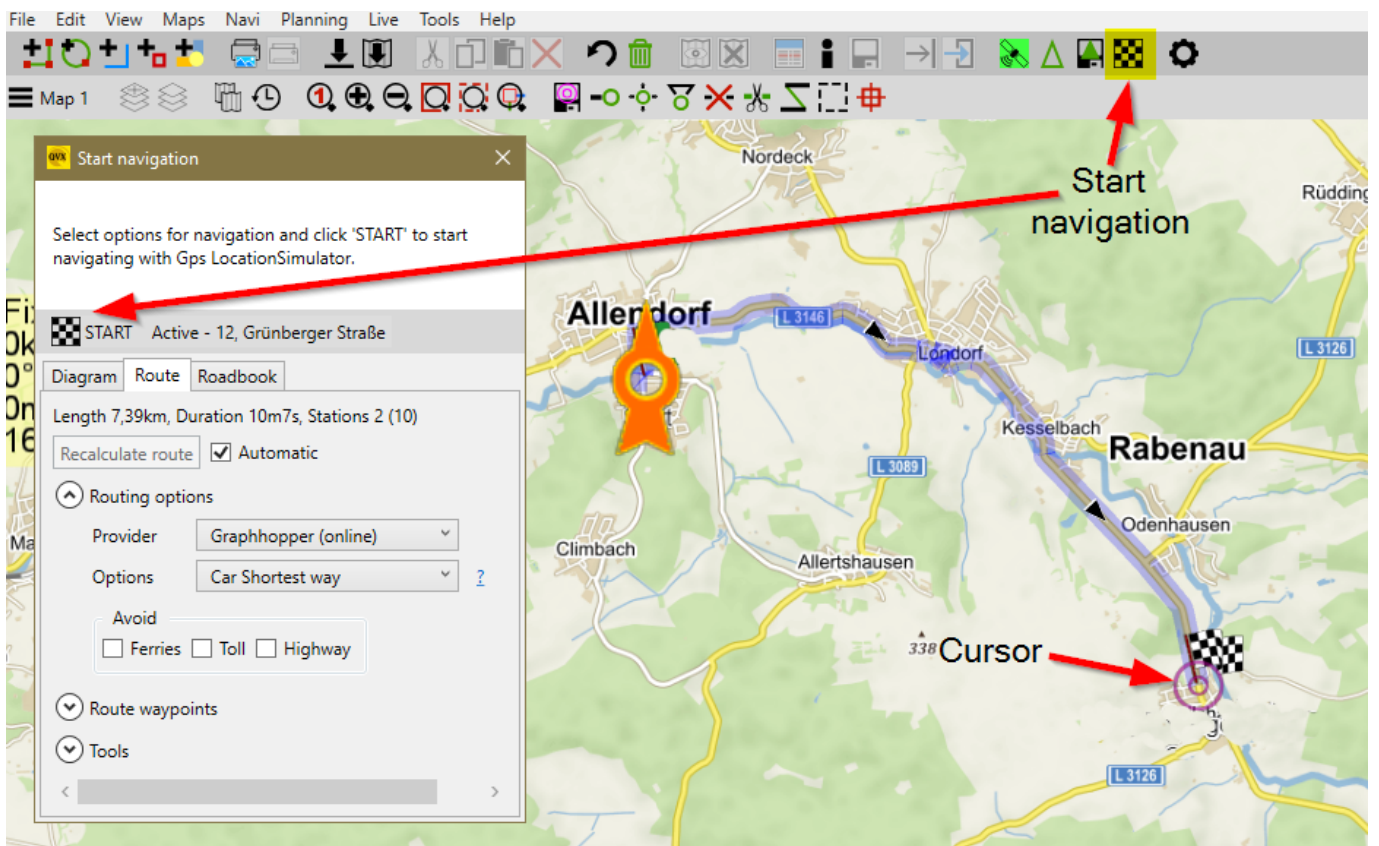 File Edit View Maps Navi Planning Live Tools Help
Map 1
1
QVX Start navigation
Select options for navigation and click 'START' to start
navigating with Gps LocationSimulator.
START Active - 12, Grünberger Straße
Diagram Route Roadbook
Length 7,39km, Duration 10m7s, Stations 2 (10)
Recalculate route Automatic
Routing options
Provider Graphhopper (online)
Options Car Shortest way ?
Avoid
Ferries Toll Highway
Route waypoints
Tools
Nordeck
Start
navigation
Rüdding
Allendorf
L 3146
Londorf
L 3126
Kesselbach
Rabenau
L 3089
Odenhausen
Climbach
Allertshausen
338
Cursor
L 3126